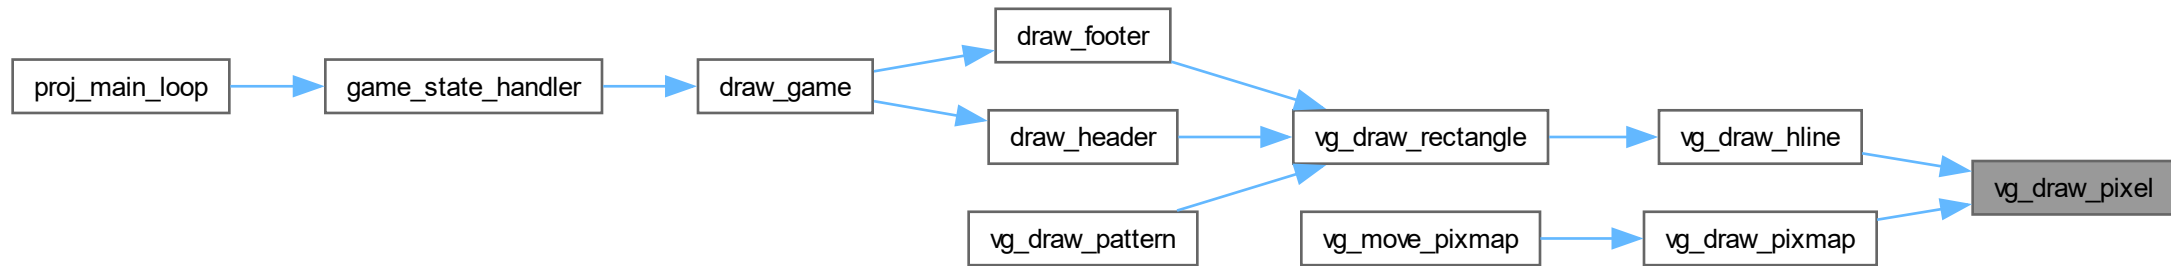 draw_footer
proj_main_loop
game_state_handler
draw_game
draw_header
vg_draw_rectangle
vg_draw_hline
vg_draw_pixel
vg_draw_pattern
vg_move_pixmap
vg_draw_pixmap